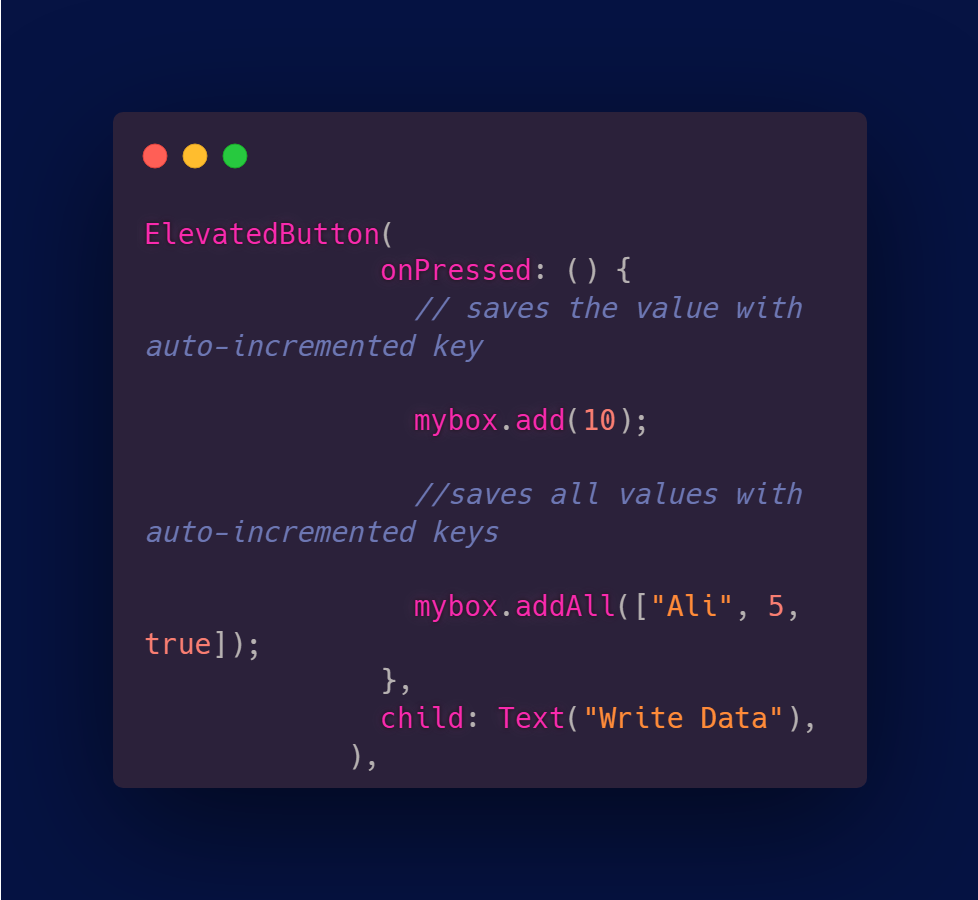 ElevatedButton(
onPressed: () {
// saves the value with
auto-incremented key
mybox.add(10);
//saves all values with
auto-incremented keys
mybox.addAll(["Ali", 5,
true]);
},
child: Text("Write Data"),
),